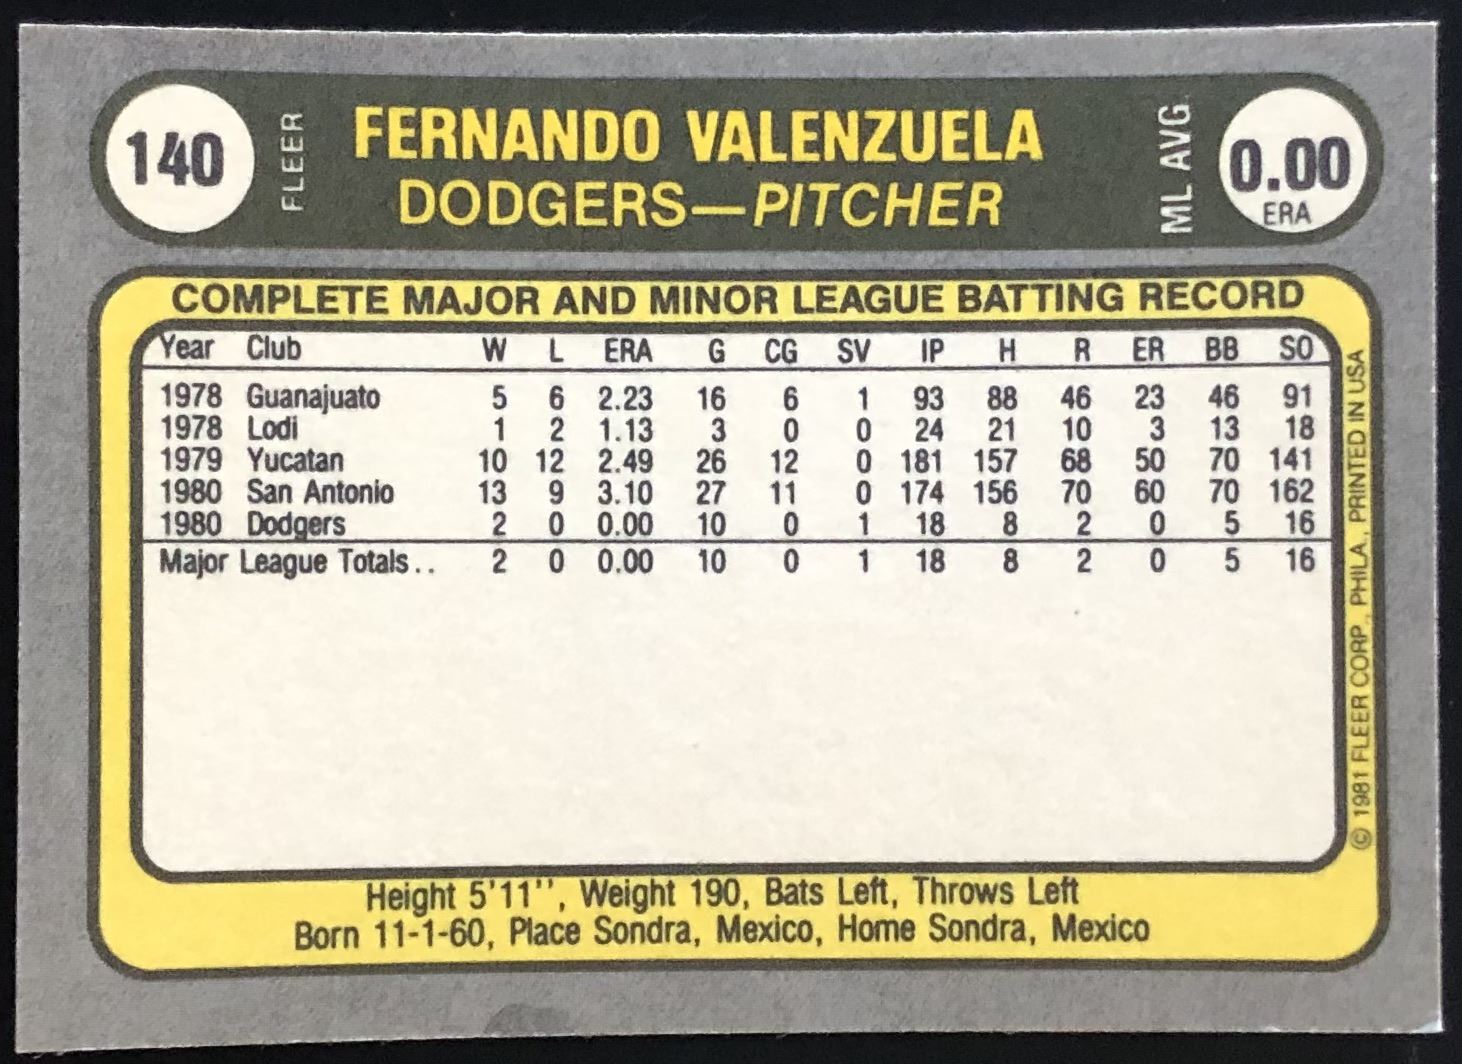 140 FLEER FERNANDO VALENZUELA ML AVG 0.00
DODGERS—PITCHER ERA
COMPLETE MAJOR AND MINOR LEAGUE BATTING RECORD
Year Club W L ERA G CG SV IP H R ER BB SO
1978 Guanajuato 5 6 2.23 16 6 1 93 88 46 23 46 91
1978 Lodi 1 2 1.13 3 0 0 24 21 10 3 13 18
1979 Yucatan 10 12 2.49 26 12 0 181 157 68 50 70 141
1980 San Antonio 13 9 3.10 27 11 0 174 156 70 60 70 162
1980 Dodgers 2 0 0.00 10 0 1 18 8 2 0 5 16
Major League Totals.. 2 0 0.00 10 0 1 18 8 2 0 5 16
© 1981 FLEER CORP., PHILA., PRINTED IN USA
Height 5'11'', Weight 190, Bats Left, Throws Left
Born 11-1-60, Place Sondra, Mexico, Home Sondra, Mexico